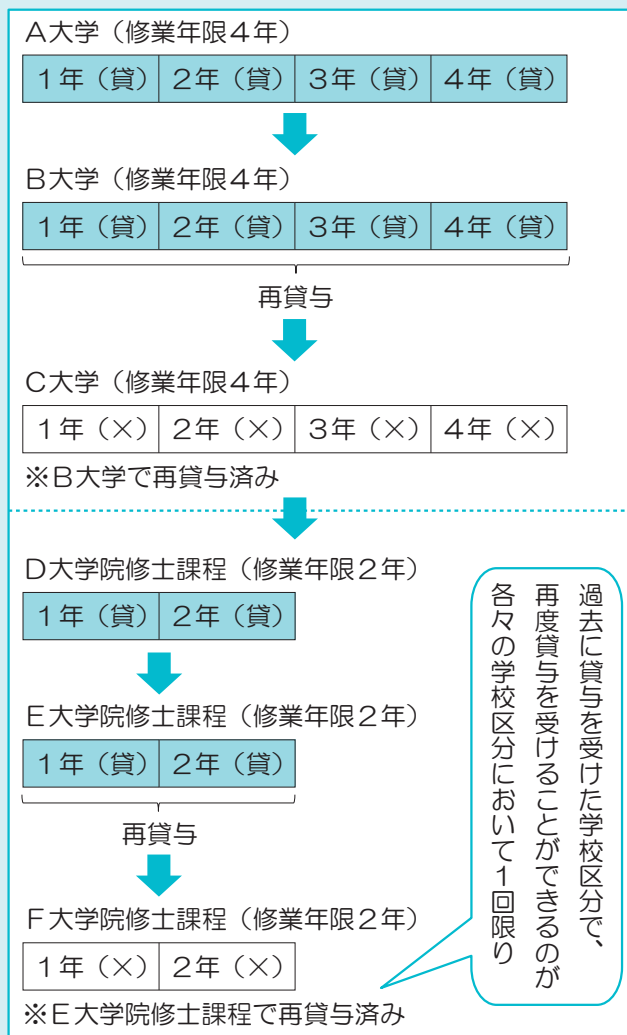 A大学（修業年限4年）
1年（貸） 2年（貸） 3年（貸） 4年（貸）
B大学（修業年限4年）
1年（貸） 2年（貸） 3年（貸） 4年（貸）
再貸与
C大学（修業年限4年）
1年（×） 2年（×） 3年（×） 4年（×）
※B大学で再貸与済み
D大学院修士課程（修業年限2年）
1年（貸） 2年（貸）
E大学院修士課程（修業年限2年）
1年（貸） 2年（貸）
再貸与
F大学院修士課程（修業年限2年）
1年（×） 2年（×）
※E大学院修士課程で再貸与済み
過去に貸与を受けた学校区分で、
再度貸与を受けることができるのが
各々の学校区分において1回限り